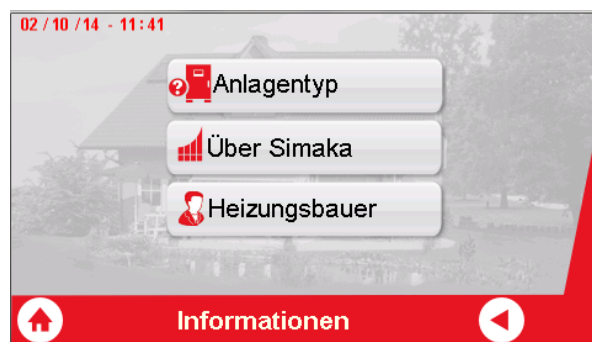 02 / 10 / 14 - 11:41
Anlagentyp
Über Simaka
Heizungsbauer
Informationen